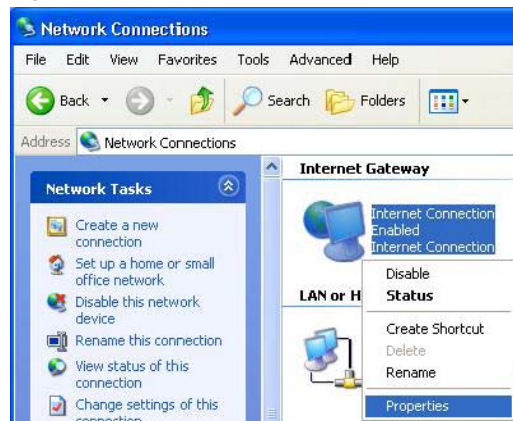 Network Connections
File Edit View Favorites Tools Advanced Help
Back Search Folders
Address Network Connections
Network Tasks
Create a new
connection
Set up a home or small
office network
Disable this network
device
Rename this connection
View status of this
connection
Change settings of this
connection
Internet Gateway
Internet Connection
Enabled
Internet Connection
LAN or H
Disable
Status
Create Shortcut
Delete
Rename
Properties